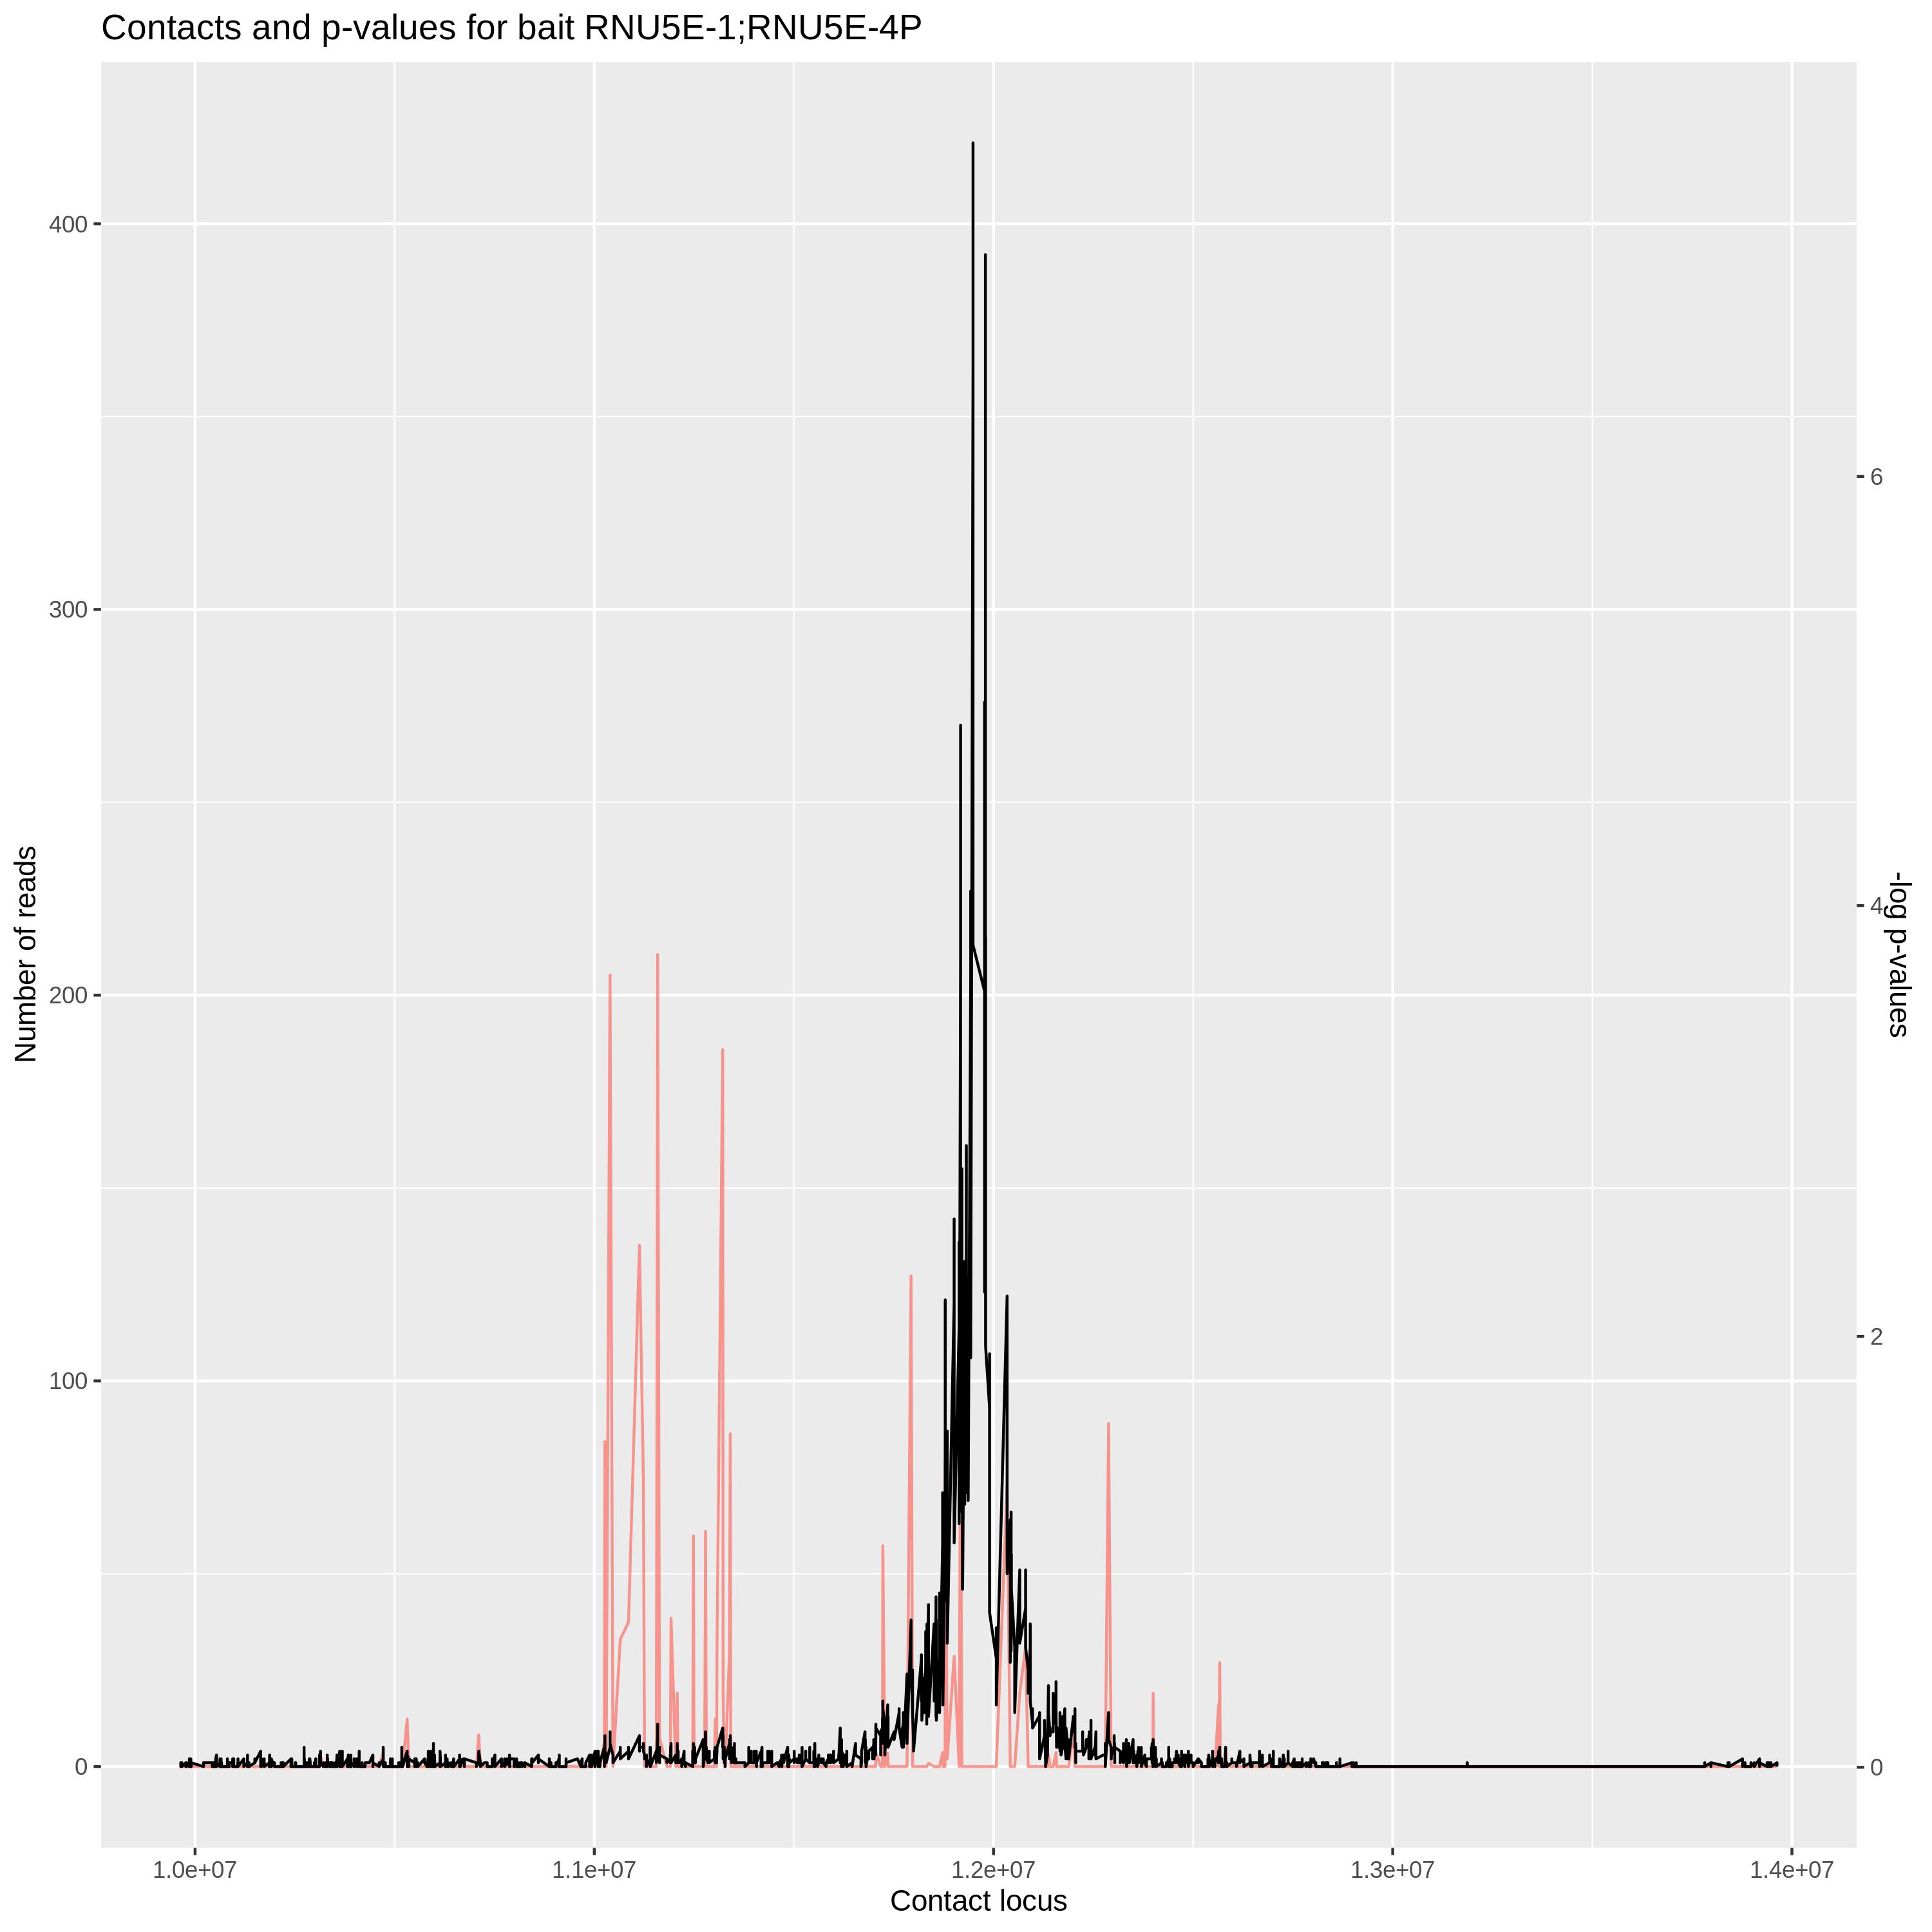 Contacts and p-values for bait RNU5E-1;RNU5E-4P
400
300
200
100
0
Number of reads
6
4
2
0
-log p-values
1.0e+07
1.1e+07
1.2e+07
1.3e+07
1.4e+07
Contact locus